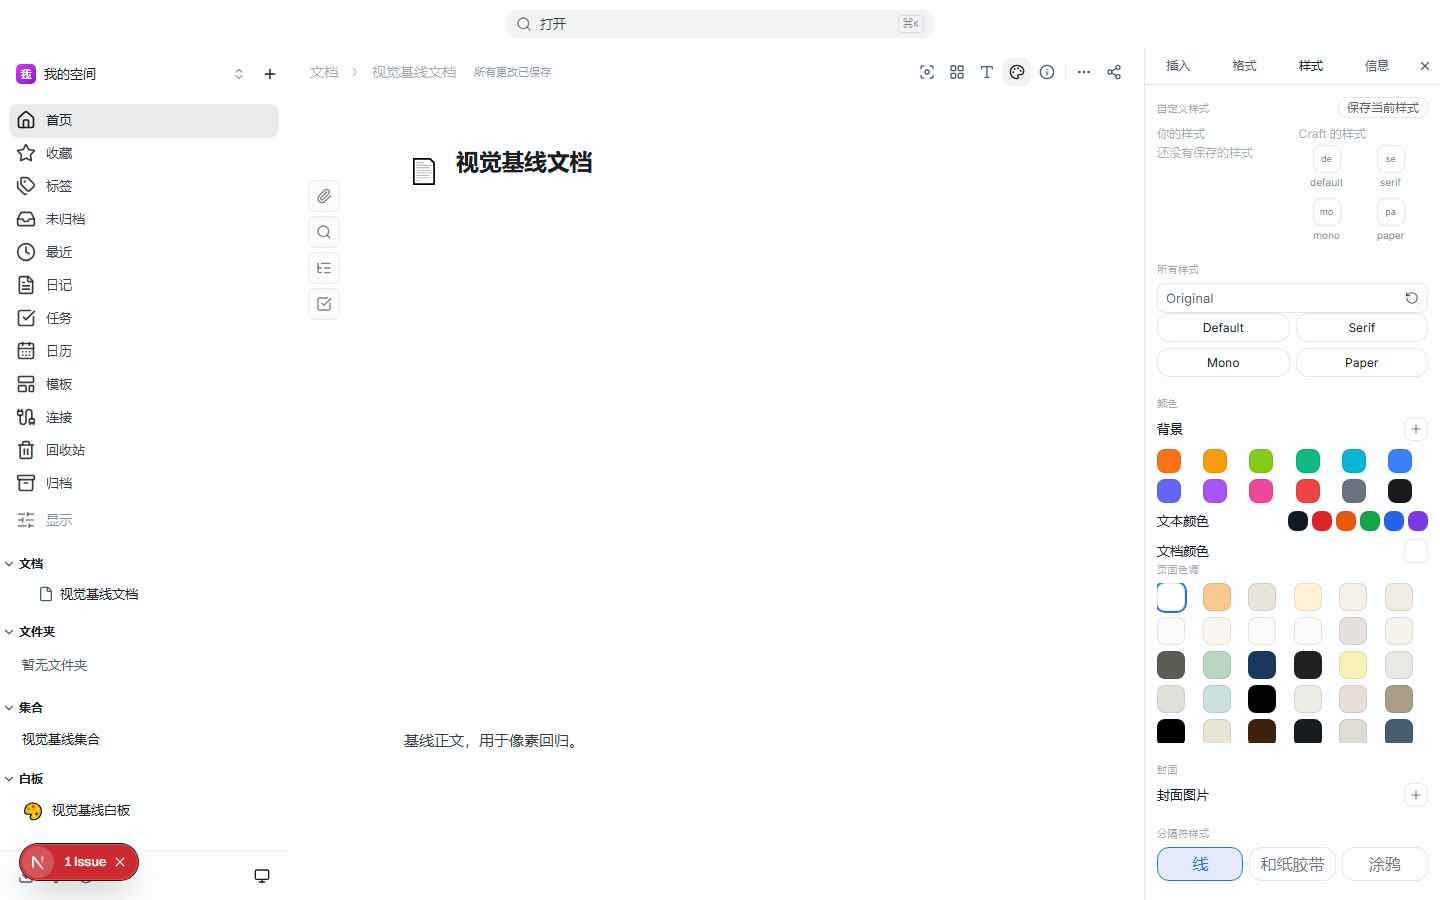 打开
⌘K
我
我的空间
首页
收藏
标签
未归档
最近
日记
任务
日历
模板
连接
回收站
归档
显示
文档
视觉基线文档
文件夹
暂无文件夹
集合
视觉基线集合
白板
视觉基线白板
N
1 Issue
文档
视觉基线文档
所有更改已保存
视觉基线文档
基线正文，用于像素回归。
插入
格式
样式
信息
自定义样式
保存当前样式
你的样式
还没有保存的样式
Craft 的样式
de
se
default
serif
mo
pa
mono
paper
所有样式
Original
Default
Serif
Mono
Paper
颜色
背景
文本颜色
文档颜色
页面色调
封面
封面图片
分隔符样式
线
和纸胶带
涂鸦